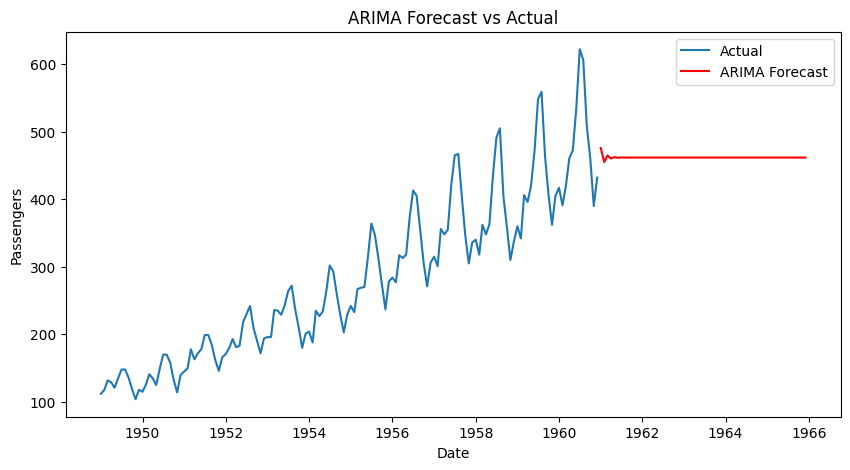 ARIMA Forecast vs Actual
Actual
ARIMA Forecast
Passengers
600
500
400
300
200
100
1950 1952 1954 1956 1958 1960 1962 1964 1966
Date